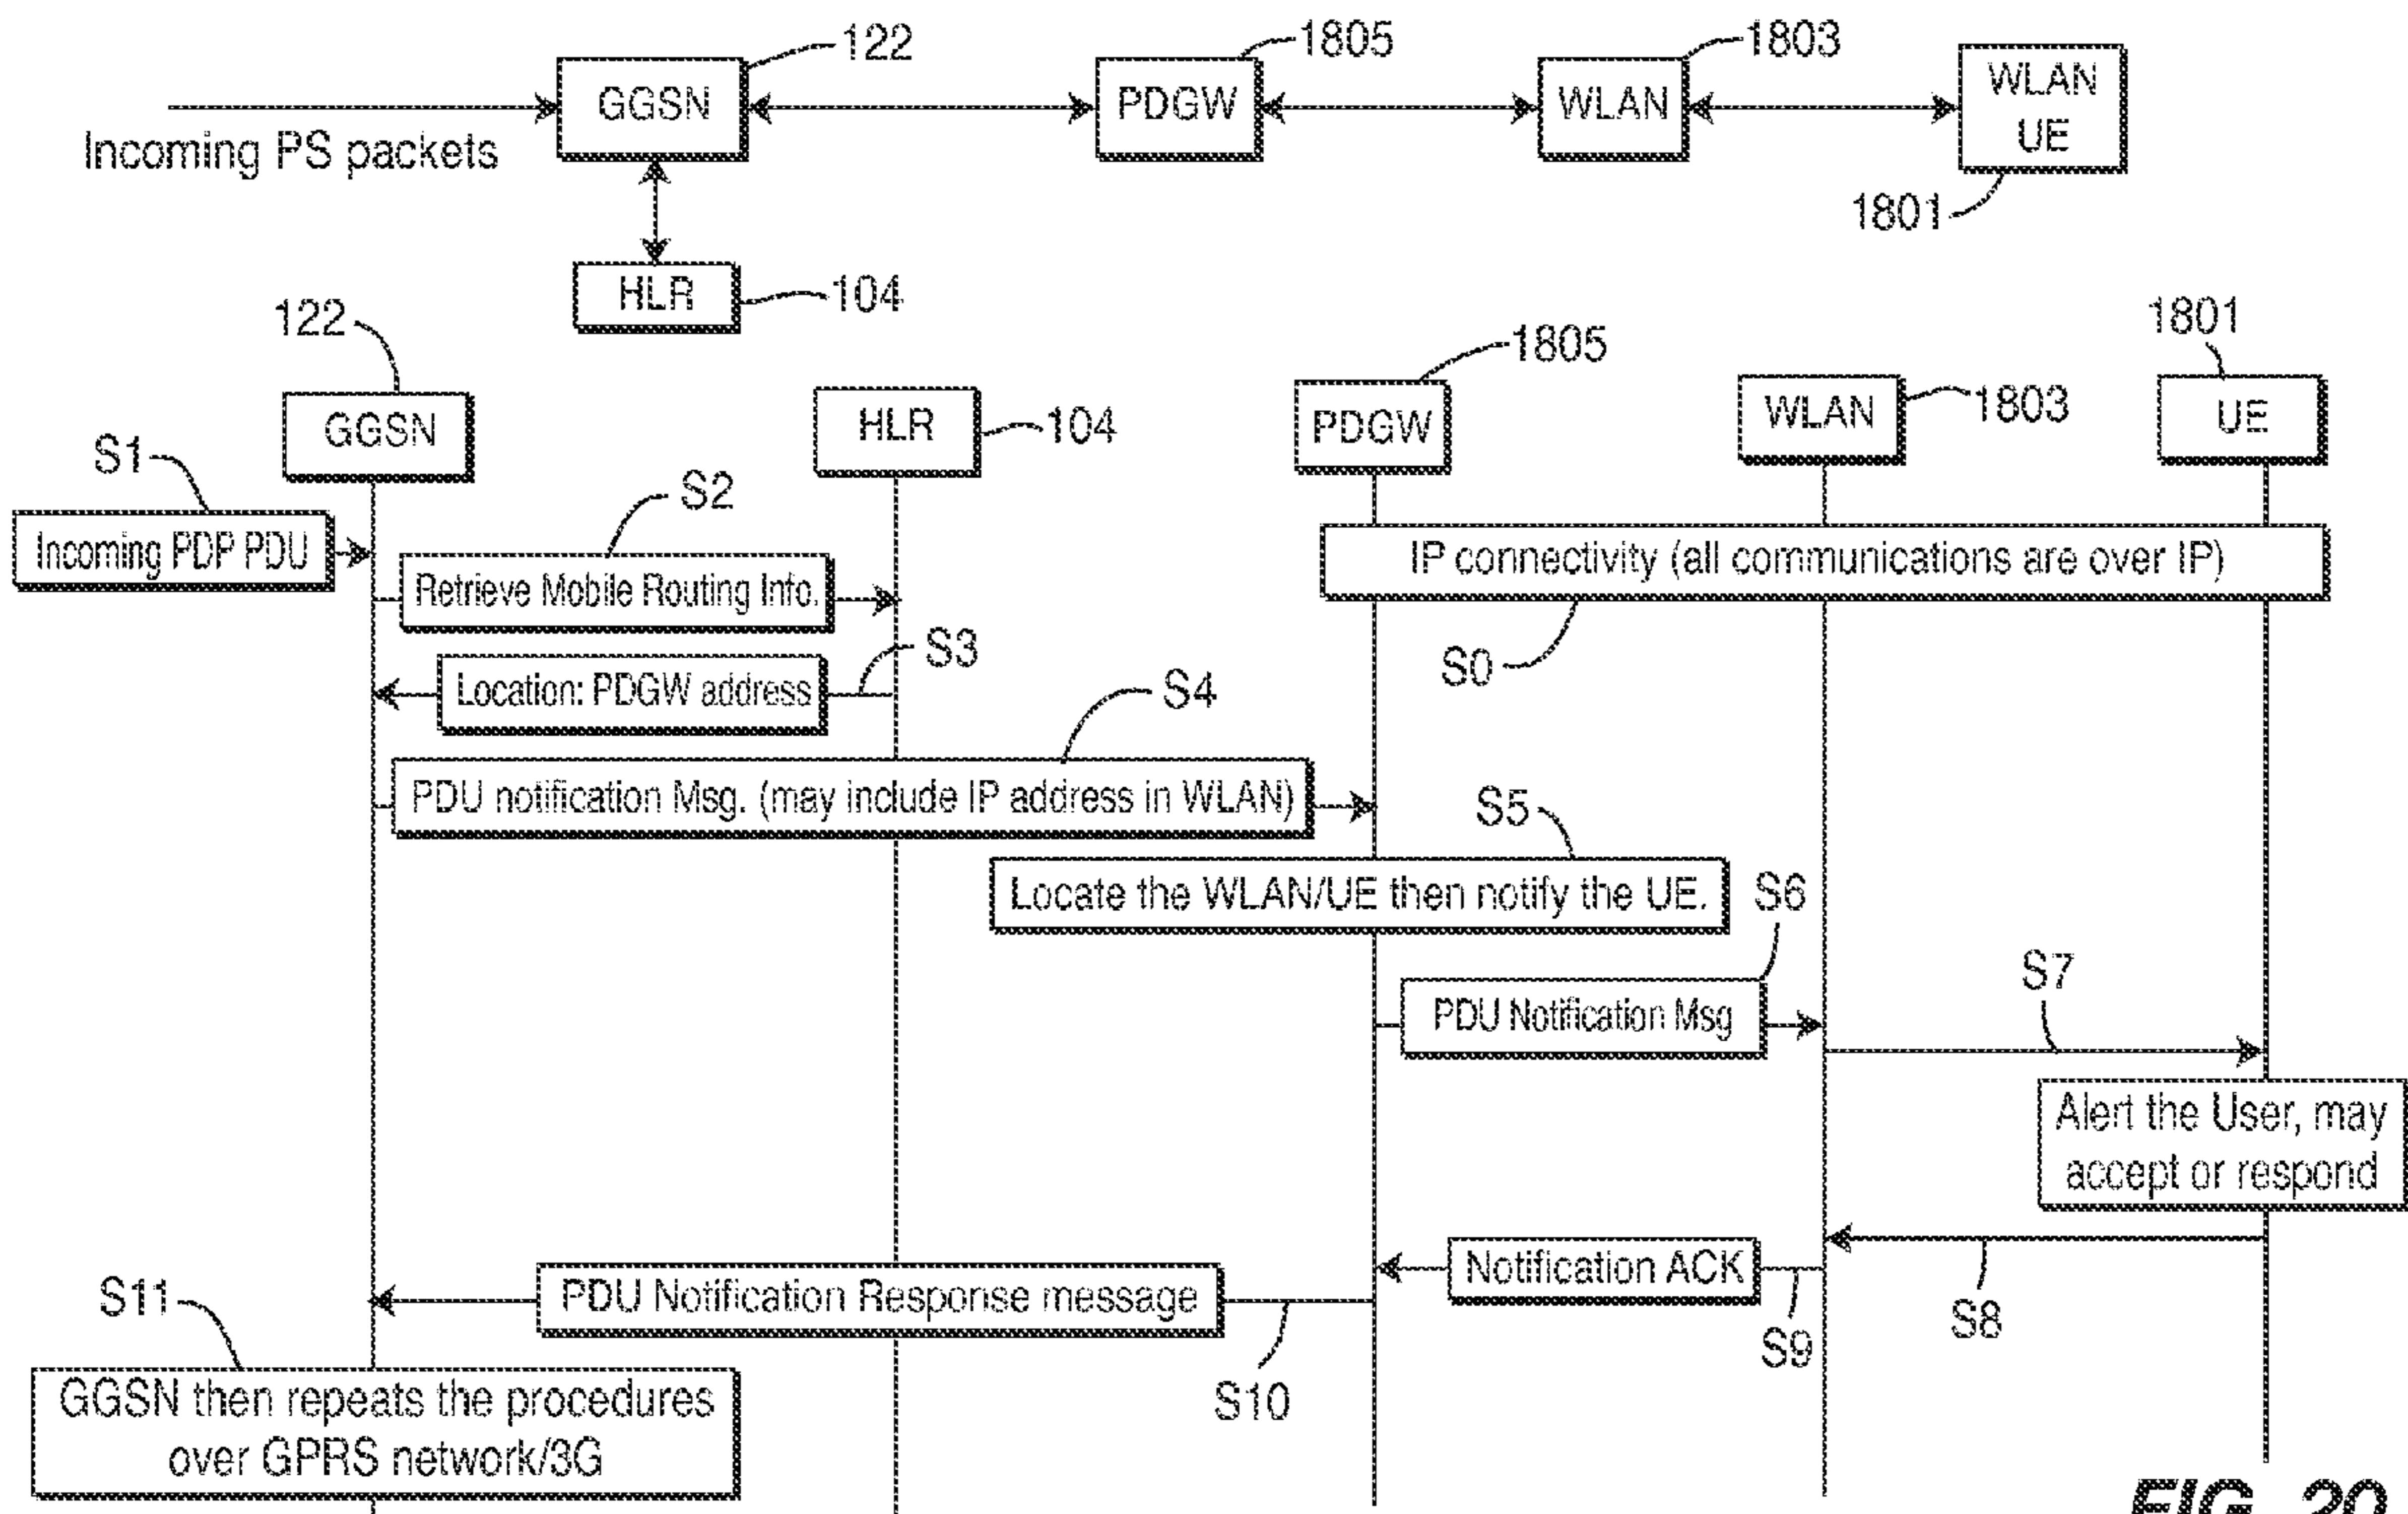 122
1805
1803
GGSN
PDGW
WLAN
WLAN
UE
Incoming PS packets
1801
HLR
104
122
1805
1801
GGSN
HLR
104
PDGW
WLAN
1803
UE
S1
S2
Incoming PDP PDU
Retrieve Mobile Routing Info.
IP connectivity (all communications are over IP)
S3
S0
Location: PDGW address
S4
PDU notification Msg. (may include IP address in WLAN)
S5
Locate the WLAN/UE then notify the UE.
S6
PDU Notification Msg
S7
Alert the User, may
accept or respond
Notification ACK
S8
S9
S11
PDU Notification Response message
S10
GGSN then repeats the procedures
over GPRS network/3G
FIG. 20